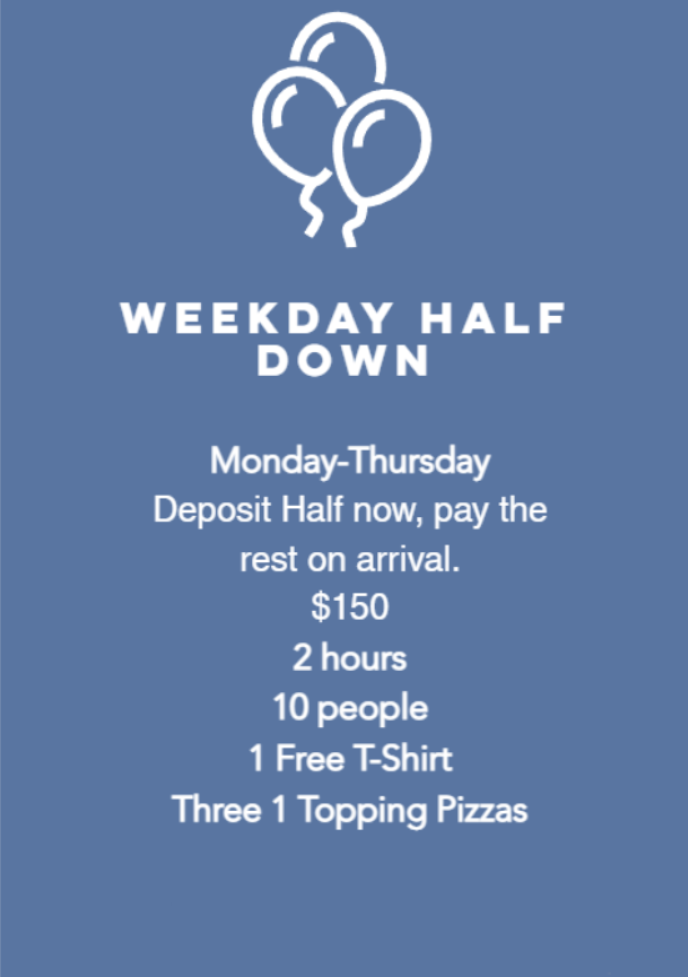 WEEKDAY HALF
DOWN
Monday-Thursday
Deposit Half now, pay the
rest on arrival.
$150
2 hours
10 people
1 Free T-Shirt
Three 1 Topping Pizzas